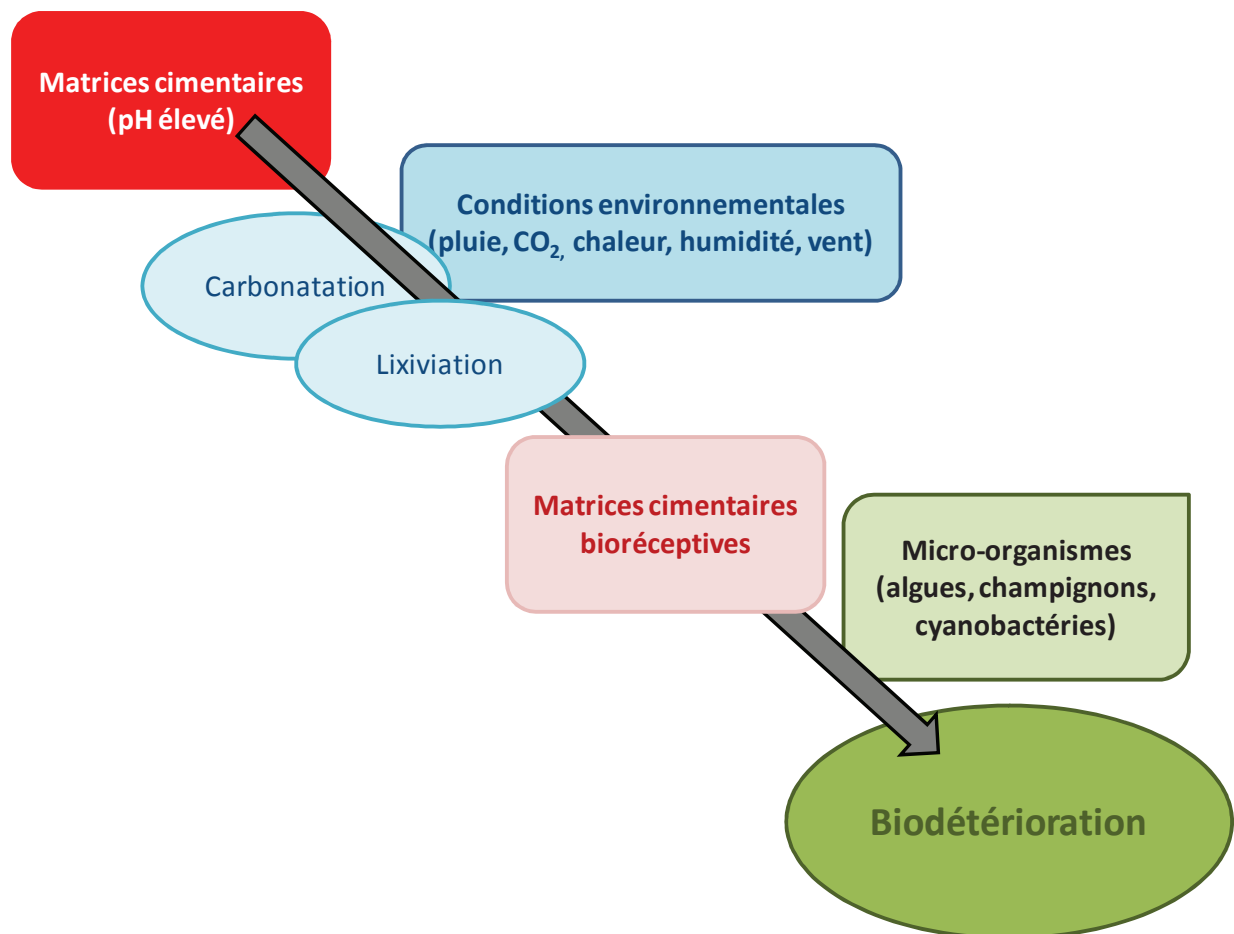 Matrices cimentaires
(pH élevé)
Conditions environnementales
(pluie, CO₂, chaleur, humidité, vent)
Carbonatation
Lixiviation
Matrices cimentaires
bioréceptives
Micro-organismes
(algues, champignons,
cyanobactéries)
Biodétérioration